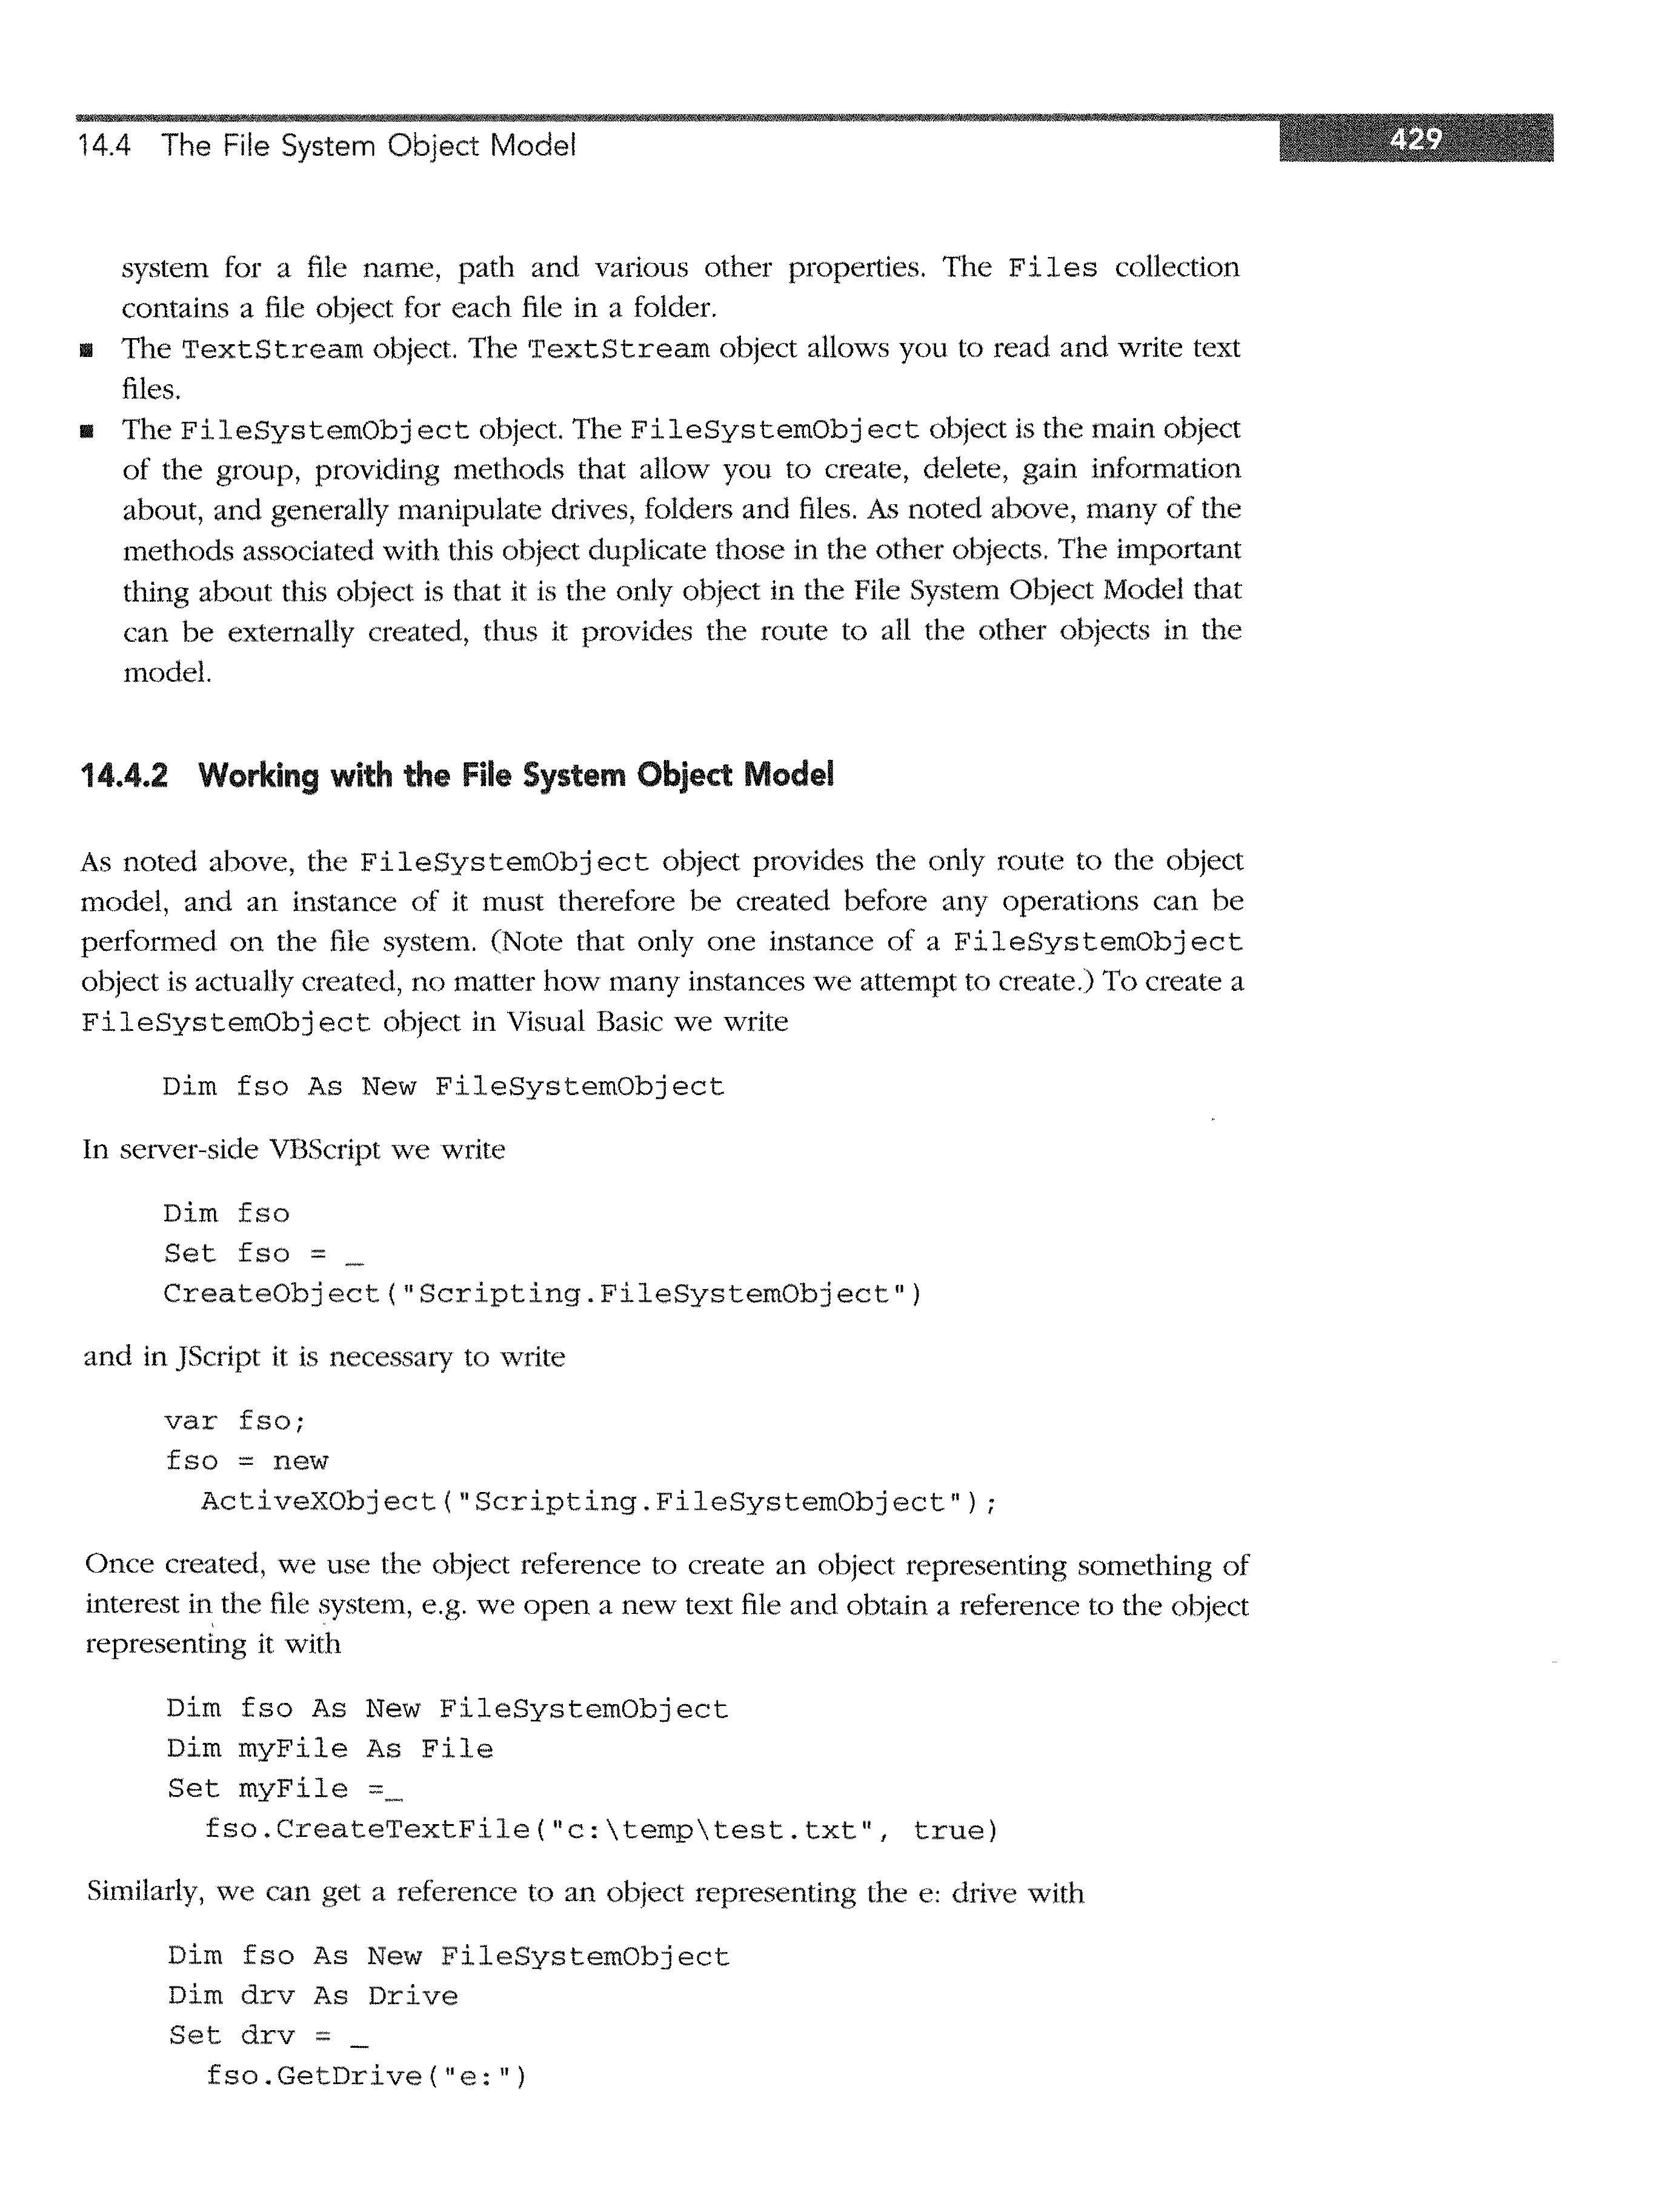 14.4 The File System Object Model
429
system for a file name, path and various other properties. The Files collection
contains a file object for each file in a folder.
■ The TextStream object. The TextStream object allows you to read and write text
files.
■ The FileSystemObject object. The FileSystemObject object is the main object
of the group, providing methods that allow you to create, delete, gain information
about, and generally manipulate drives, folders and files. As noted above, many of the
methods associated with this object duplicate those in the other objects. The important
thing about this object is that it is the only object in the File System Object Model that
can be externally created, thus it provides the route to all the other objects in the
model.
14.4.2 Working with the File System Object Model
As noted above, the FileSystemObject object provides the only route to the object
model, and an instance of it must therefore be created before any operations can be
performed on the file system. (Note that only one instance of a FileSystemObject
object is actually created, no matter how many instances we attempt to create.) To create a
FileSystemObject object in Visual Basic we write
Dim fso As New FileSystemObject
In server-side VBScript we write
Dim fso
Set fso = _
CreateObject("Scripting.FileSystemObject")
and in JScript it is necessary to write
var fso;
fso = new
ActiveXObject("Scripting.FileSystemObject");
Once created, we use the object reference to create an object representing something of
interest in the file system, e.g. we open a new text file and obtain a reference to the object
representing it with
Dim fso As New FileSystemObject
Dim myFile As File
Set myFile =_
fso.CreateTextFile("c:\temp\test.txt", true)
Similarly, we can get a reference to an object representing the e: drive with
Dim fso As New FileSystemObject
Dim drv As Drive
Set drv = _
fso.GetDrive("e:")